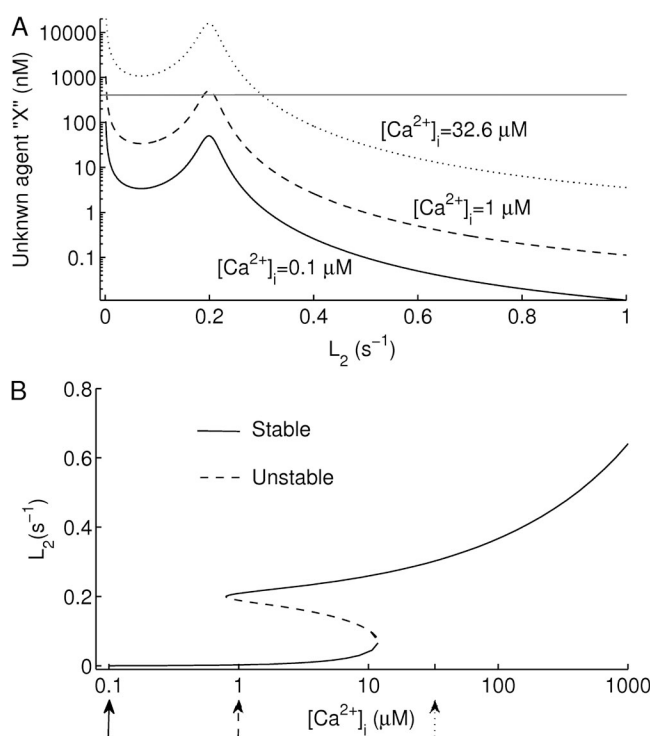 A
10000
1000
100
10
1
0.1
Unknwn agent "X" (nM)
[Ca²⁺]ᵢ=32.6 μM
[Ca²⁺]ᵢ=1 μM
[Ca²⁺]ᵢ=0.1 μM
0 0.2 0.4 0.6 0.8 1
L₂ (s⁻¹)
B
0.8
0.6
0.4
0.2
0
L₂(s⁻¹)
Stable
Unstable
0.1 1 10 100 1000
[Ca²⁺]ᵢ (μM)